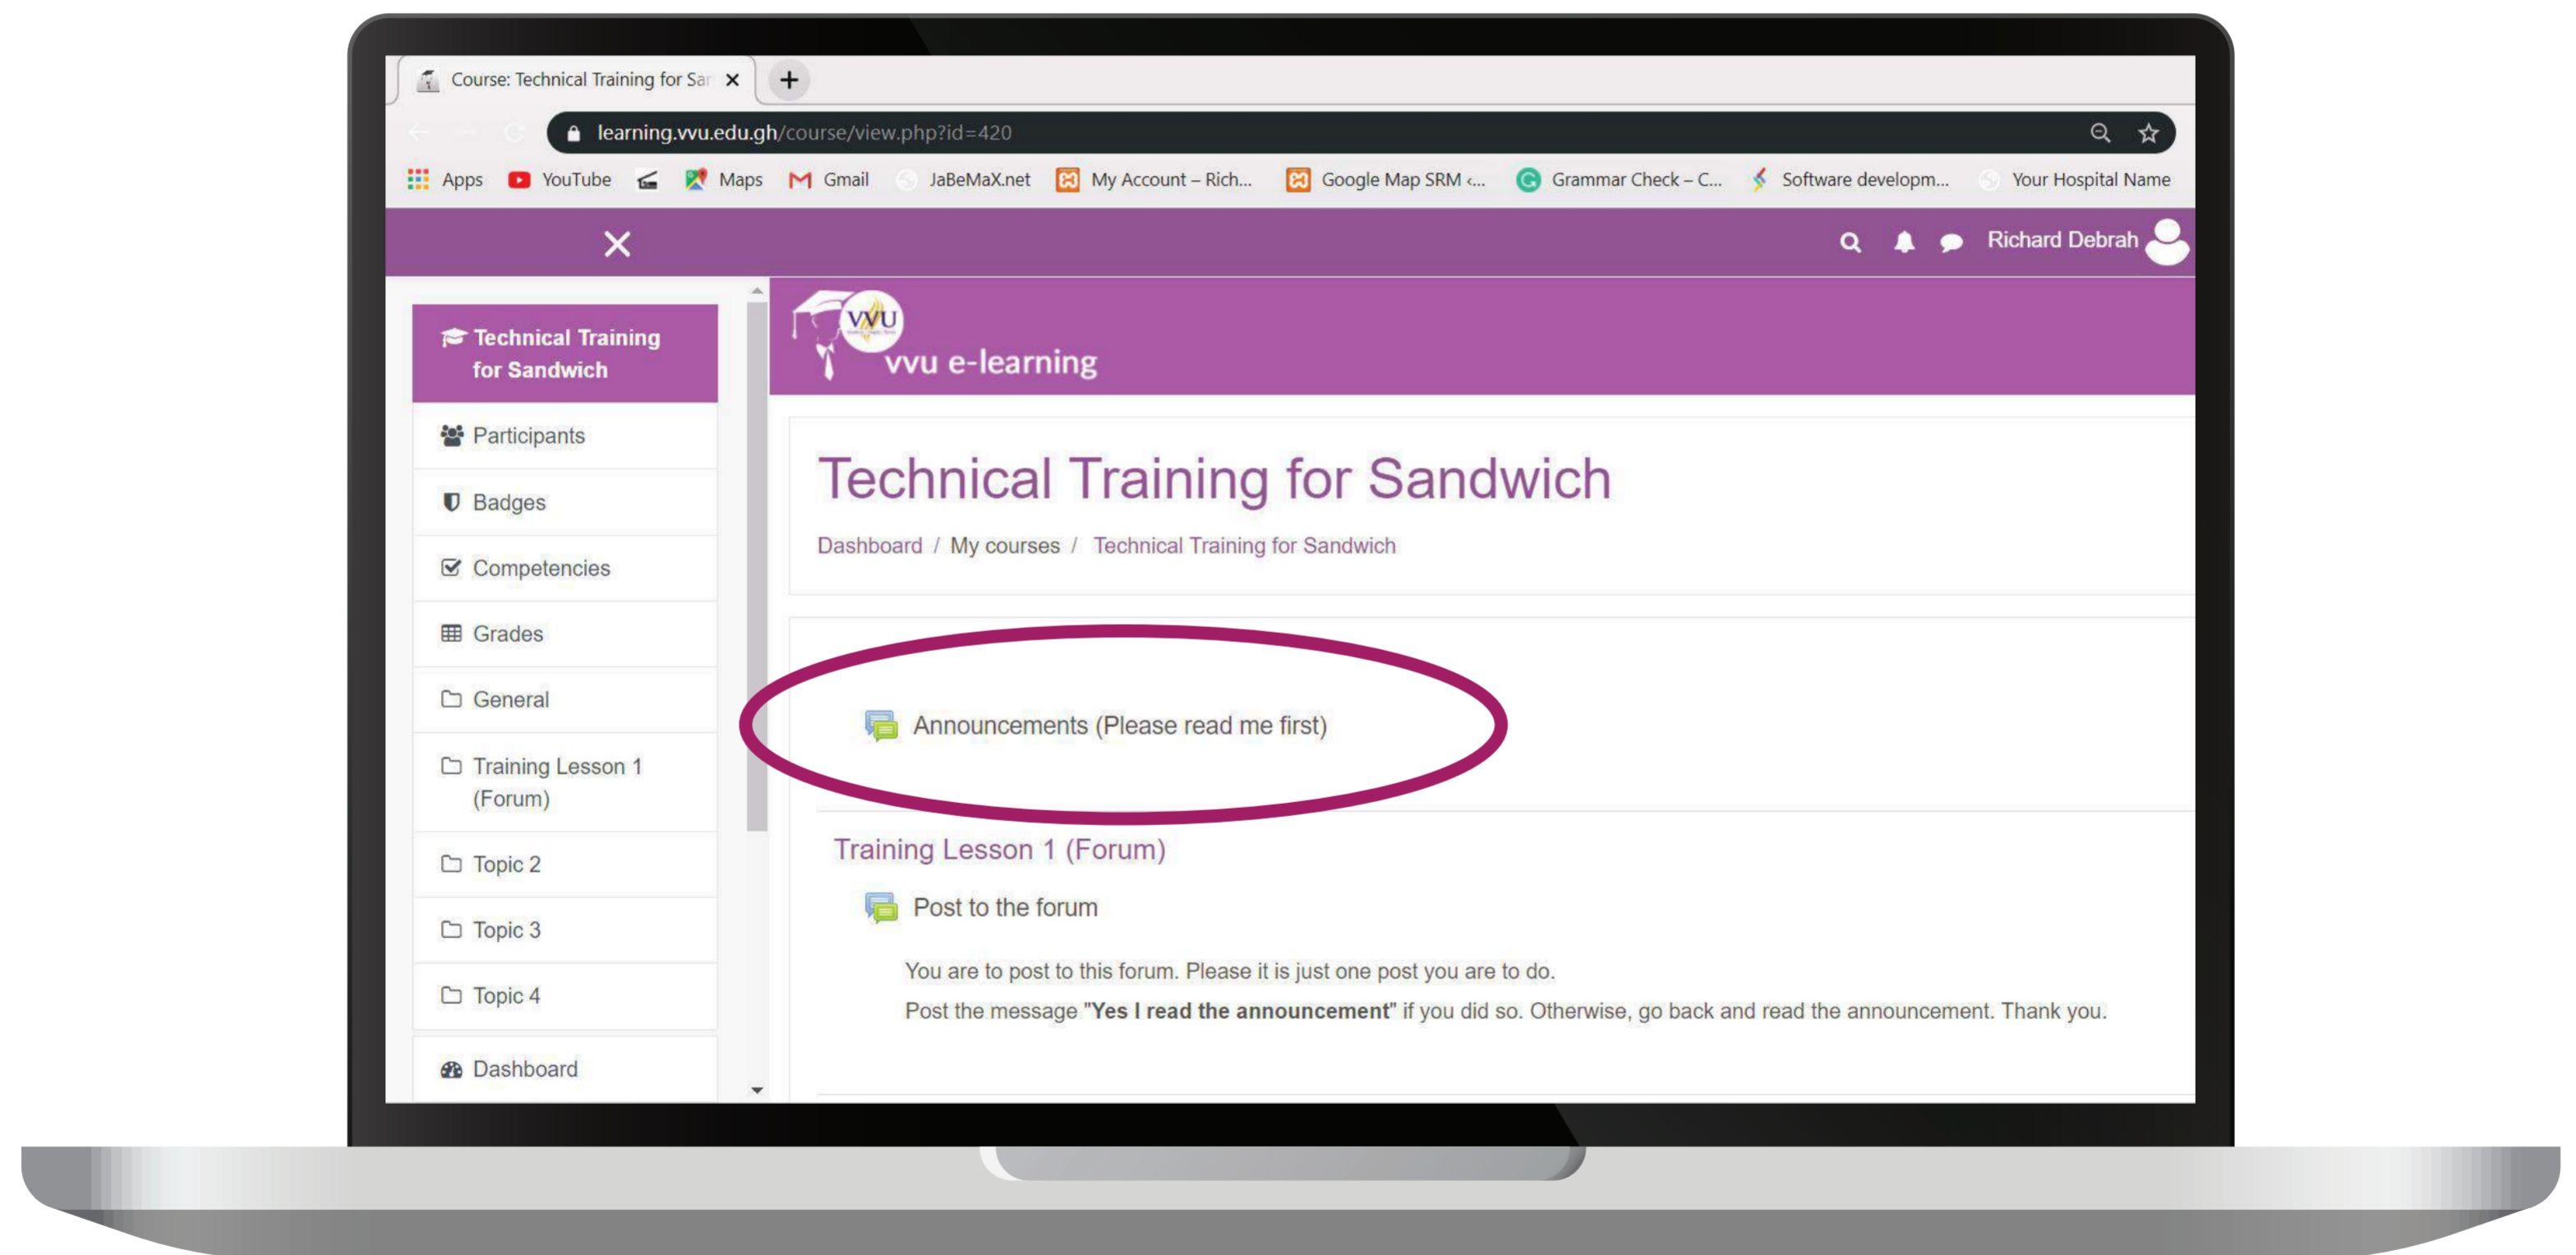 Course: Technical Training for Sar
learning.vvu.edu.gh/course/view.php?id=420
Apps YouTube Maps Gmail JaBeMaX.net My Account – Rich... Google Map SRM ‹... Grammar Check – C... Software developm... Your Hospital Name
Richard Debrah
VVU
vvu e-learning
Technical Training
for Sandwich
Participants
Badges
Competencies
Grades
General
Training Lesson 1
(Forum)
Topic 2
Topic 3
Topic 4
Dashboard
Technical Training for Sandwich
Dashboard / My courses / Technical Training for Sandwich
Announcements (Please read me first)
Training Lesson 1 (Forum)
Post to the forum
You are to post to this forum. Please it is just one post you are to do.
Post the message "Yes I read the announcement" if you did so. Otherwise, go back and read the announcement. Thank you.